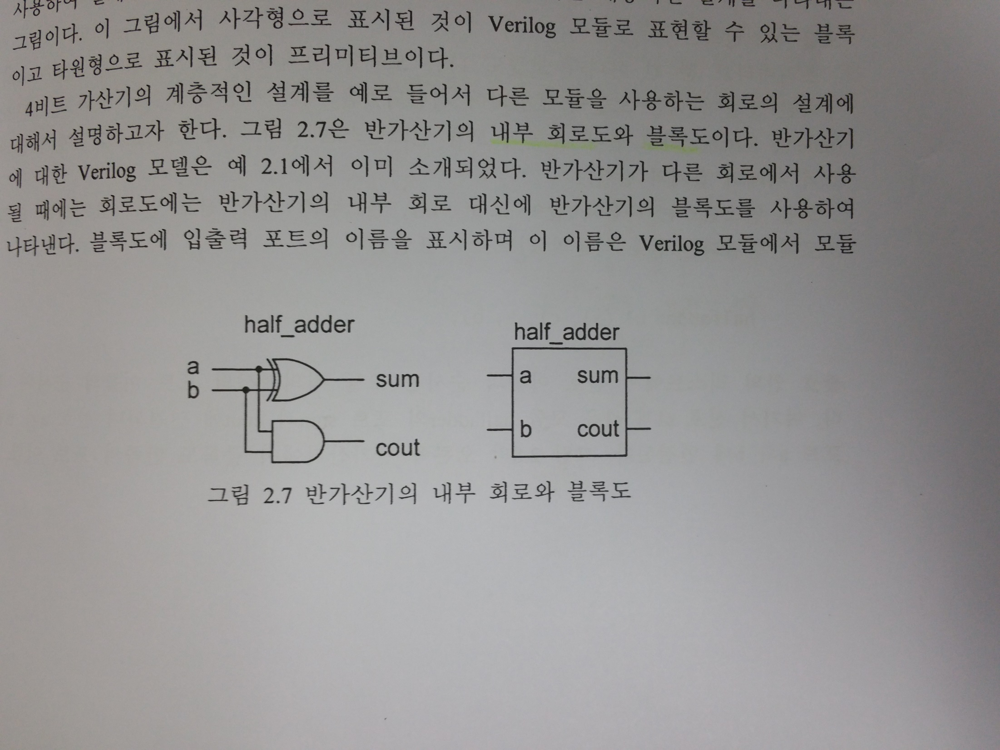 사용하여
그림이다. 이 그림에서 사각형으로 표시된 것이 Verilog 모듈로 표현할 수 있는 블록
이고 타원형으로 표시된 것이 프리미티브이다.
4비트 가산기의 계층적인 설계를 예로 들어서 다른 모듈을 사용하는 회로의 설계에
대해서 설명하고자 한다. 그림 2.7은 반가산기의 내부 회로도와 블록도이다. 반가산기
에 대한 Verilog 모델은 예 2.1에서 이미 소개되었다. 반가산기가 다른 회로에서 사용
될 때에는 회로도에는 반가산기의 내부 회로 대신에 반가산기의 블록도를 사용하여
나타낸다. 블록도에 입출력 포트의 이름을 표시하며 이 이름은 Verilog 모듈에서 모듈
half_adder
a
b
sum
cout
half_adder
a sum
b cout
그림 2.7 반가산기의 내부 회로와 블록도